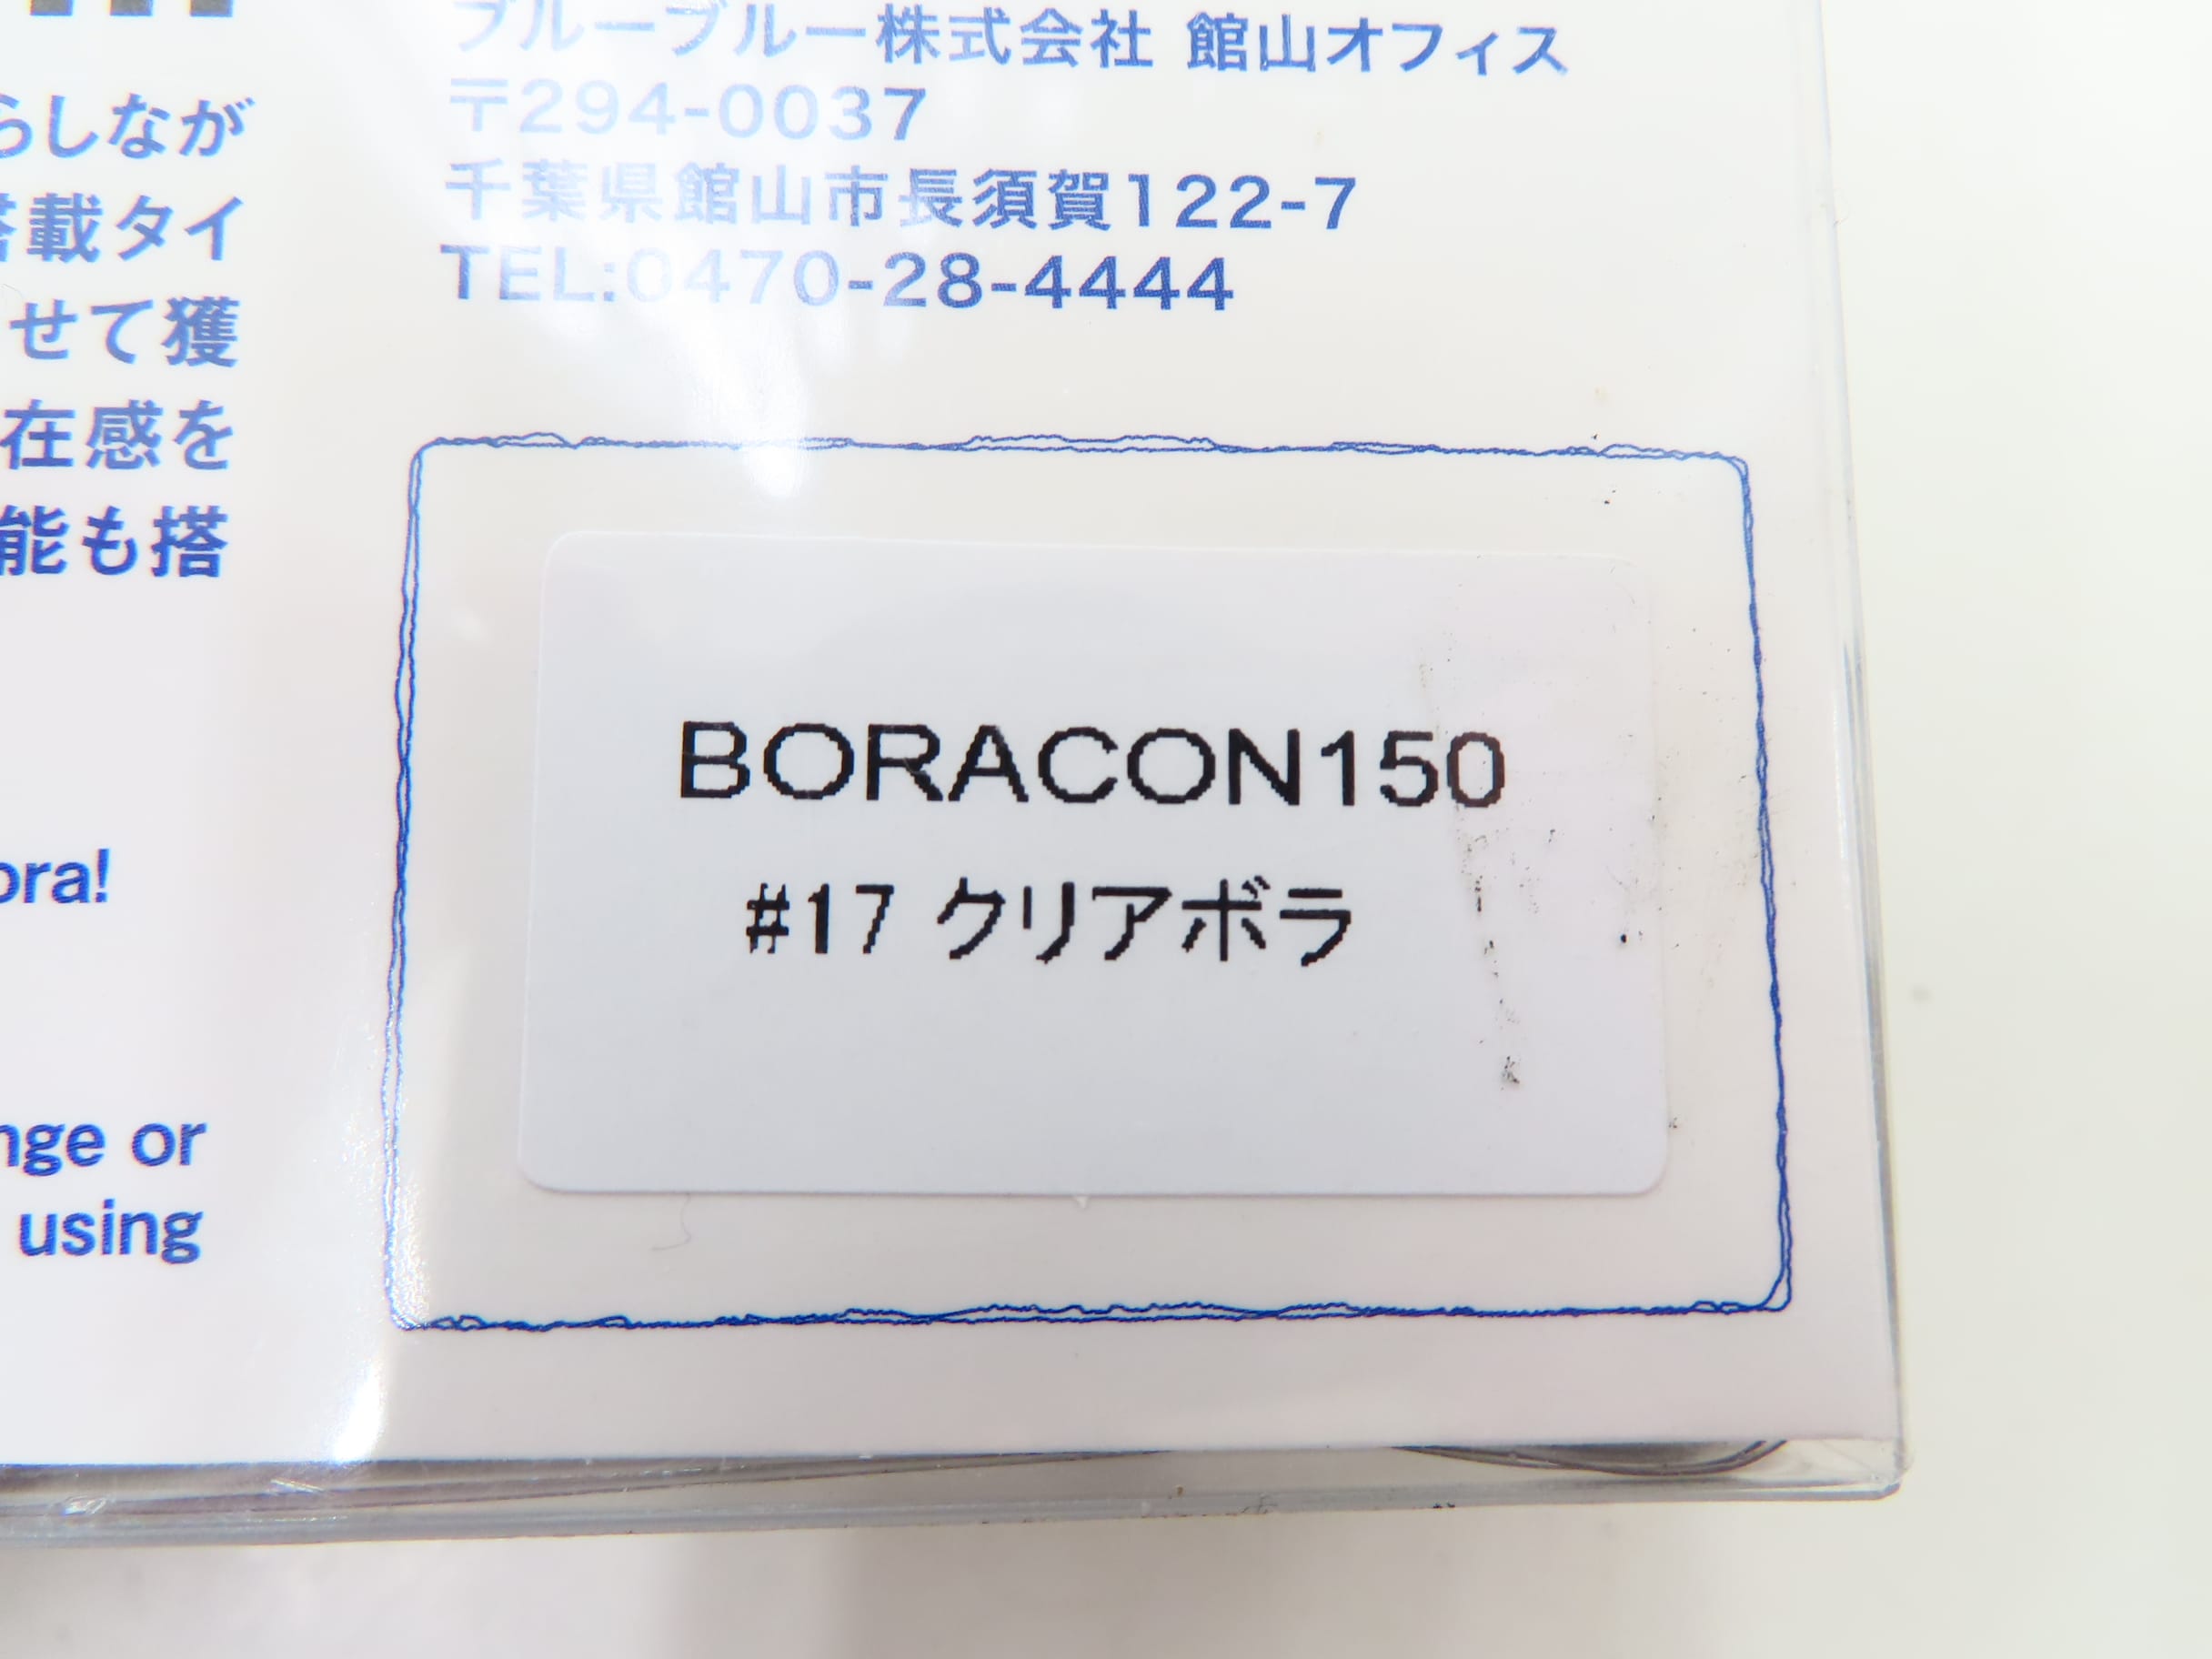 らしなが
搭載タイ
せて獲
在感を
能も搭
ora!
nge or
using
ブルーブルー株式会社 館山オフィス
〒294-0037
千葉県館山市長須賀122-7
TEL:0470-28-4444
BORACON150
#17 クリアボラ